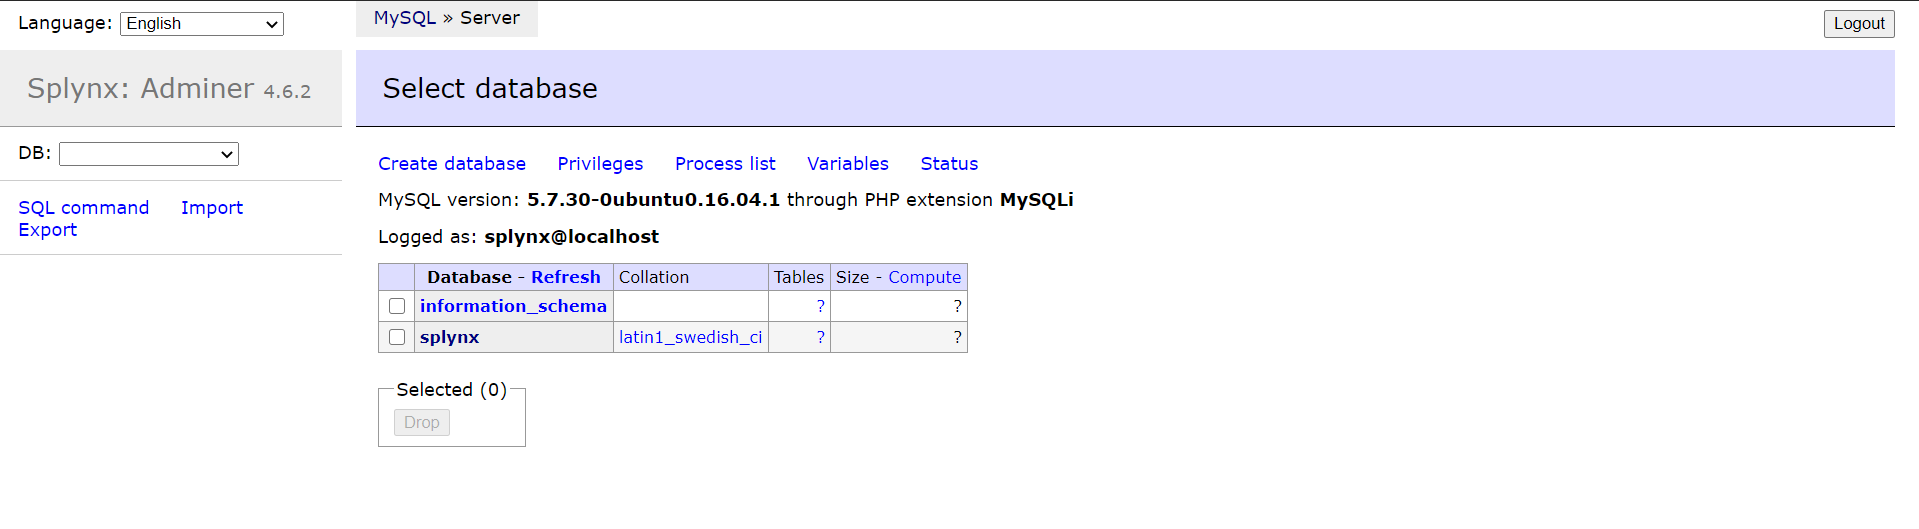 Language: English
MySQL » Server
Logout
Splynx: Adminer 4.6.2
Select database
DB:
SQL command Import
Export
Create database Privileges Process list Variables Status
MySQL version: 5.7.30-0ubuntu0.16.04.1 through PHP extension MySQLi
Logged as: splynx@localhost
Database - Refresh Collation Tables Size - Compute
information_schema ? ?
splynx latin1_swedish_ci ? ?
Selected (0)
Drop